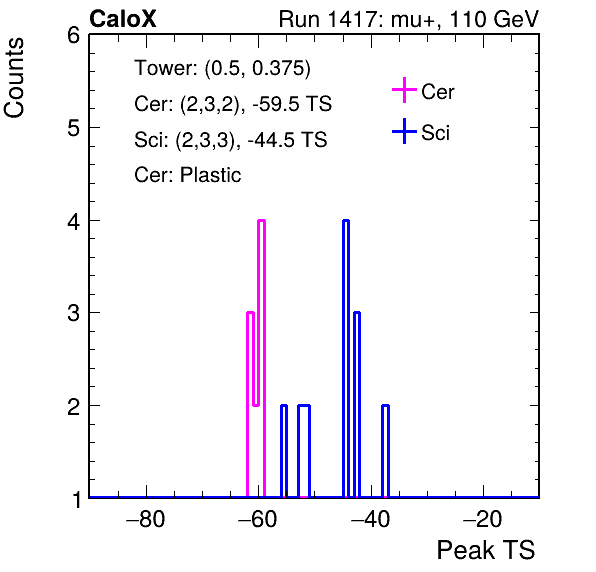 CaloX Run 1417: mu+, 110 GeV
Counts
6
5
4
3
2
1
Tower: (0.5, 0.375)
Cer: (2,3,2), -59.5 TS
Sci: (2,3,3), -44.5 TS
Cer: Plastic
Cer
Sci
−80 −60 −40 −20
Peak TS